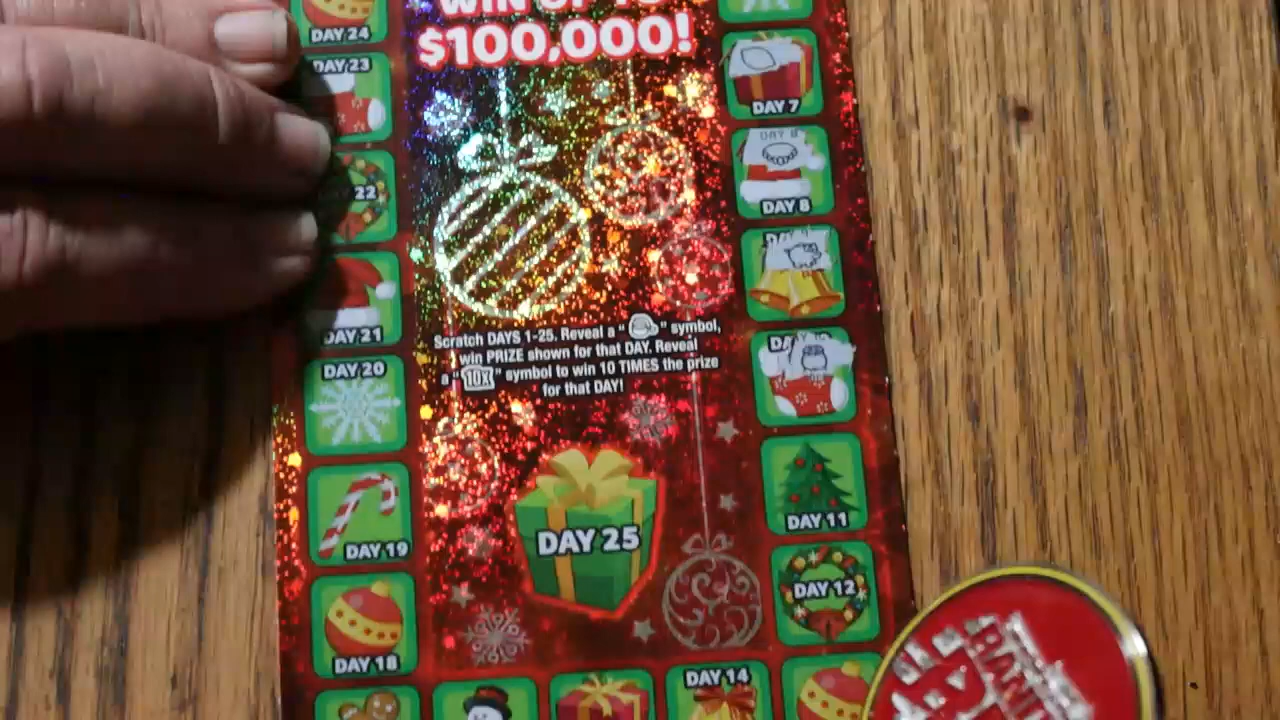 $100,000!
DAY 24
DAY 23
DAY 7
DAY 8
DAY 8
22
DAY 21
Scratch DAYS 1-25. Reveal a " " symbol,
win PRIZE shown for that DAY. Reveal
a "10X" symbol to win 10 TIMES the prize
for that DAY!
DAY 20
DAY 11
DAY 25
DAY 19
DAY 12
DAY 18
DAY 14